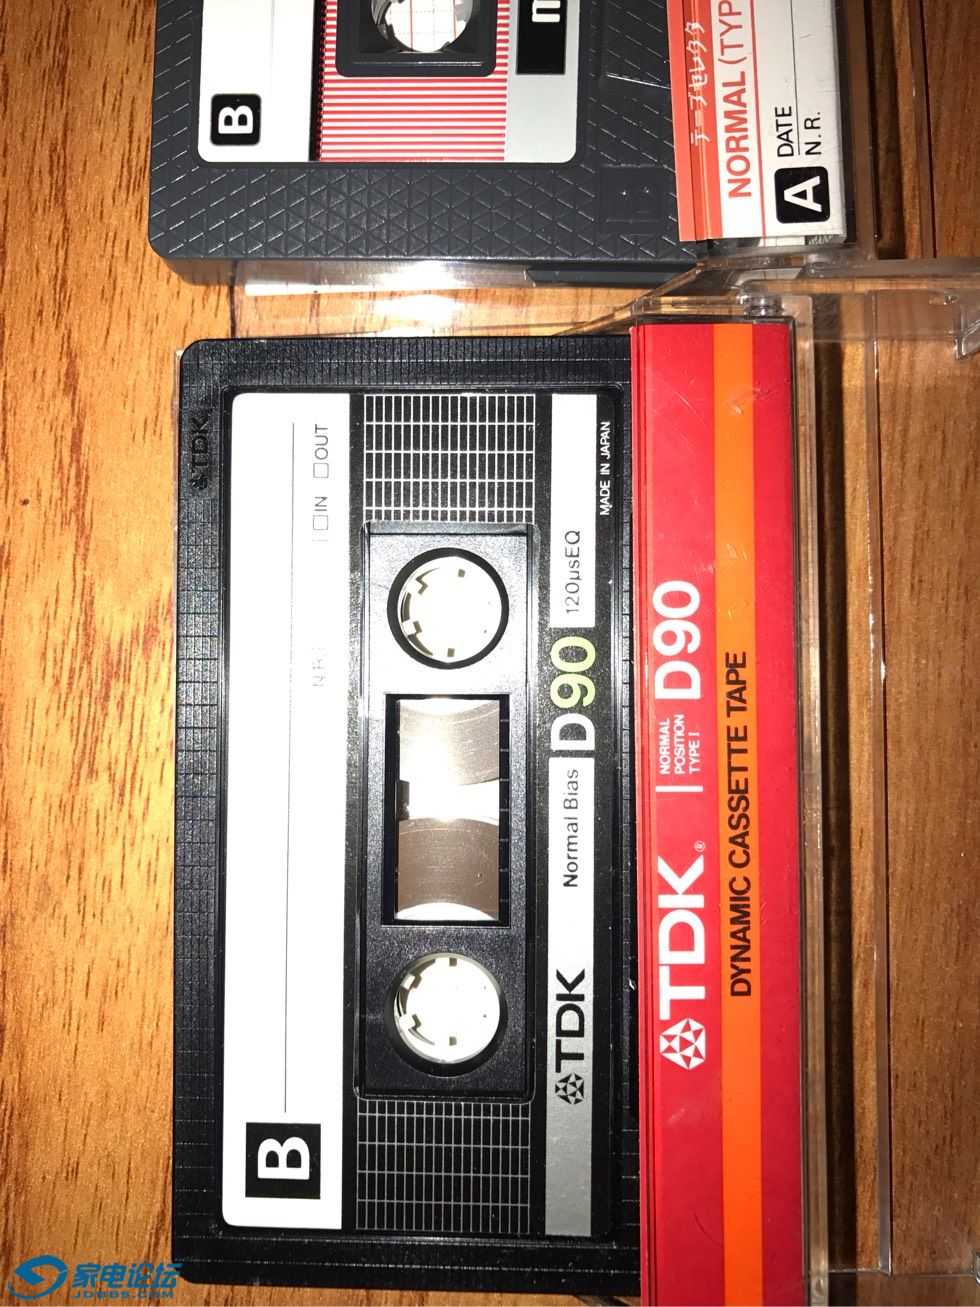 B
m
テープセレクタ
NORMAL (TYP
A
DATE
N.R.
TDK
B
N.R.
IN
OUT
TDK
Normal Bias
D90
120µsEQ
MADE IN JAPAN
TDK®
NORMAL
POSITION
TYPE I
D90
DYNAMIC CASSETTE TAPE
家电论坛
JDBBS.COM